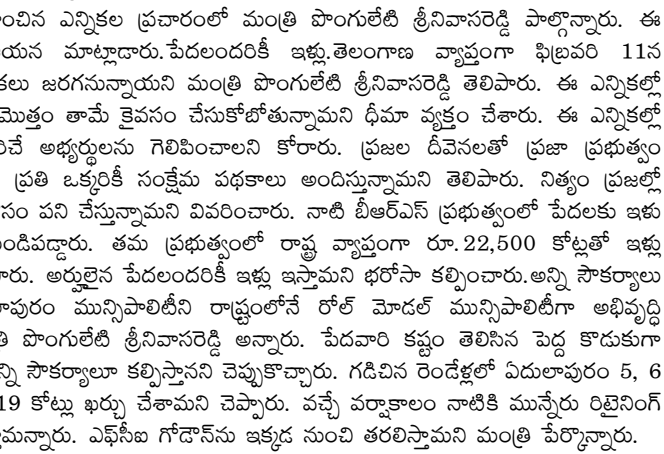 ంచిన ఎన్నికల ప్రచారంలో మంత్రి పొంగులేటి శ్రీనివాసరెడ్డి పాల్గొన్నారు. ఈ
యన మాట్లాడారు.పేదలందరికీ ఇళ్లు.తెలంగాణ వ్యాప్తంగా ఫిబ్రవరి 11న
కలు జరగనున్నాయని మంత్రి పొంగులేటి శ్రీనివాసరెడ్డి తెలిపారు. ఈ ఎన్నికల్లో
మొత్తం తామే కైవసం చేసుకోబోతున్నామని ధీమా వ్యక్తం చేశారు. ఈ ఎన్నికల్లో
చే అభ్యర్థులను గెలిపించాలని కోరారు. ప్రజల దీవెనలతో ప్రజా ప్రభుత్వం
ప్రతి ఒక్కరికీ సంక్షేమ పథకాలు అందిస్తున్నామని తెలిపారు. నిత్యం ప్రజల్లో
సం పని చేస్తున్నామని వివరించారు. నాటి బీఆర్ఎస్ ప్రభుత్వంలో పేదలకు ఇళు
ండిపడ్డారు. తమ ప్రభుత్వంలో రాష్ట్ర వ్యాప్తంగా రూ.22,500 కోట్లతో ఇళ్లు
రు. అర్హులైన పేదలందరికీ ఇళ్లు ఇస్తామని భరోసా కల్పించారు.అన్ని సౌకర్యాలు
పురం మున్సిపాలిటీని రాష్ట్రంలోనే రోల్ మోడల్ మున్సిపాలిటీగా అభివృద్ధి
పొంగులేటి శ్రీనివాసరెడ్డి అన్నారు. పేదవారి కష్టం తెలిసిన పెద్ద కొడుకుగా
న్ని సౌకర్యాలూ కల్పిస్తానని చెప్పుకొచ్చారు. గడిచిన రెండేళ్లలో ఏదులాపురం 5, 6
19 కోట్లు ఖర్చు చేశామని చెప్పారు. వచ్చే వర్షాకాలం నాటికి మున్నేరు రిటైనింగ్
మన్నారు. ఎఫ్‌సీఐ గోడౌన్‌ను ఇక్కడ నుంచి తరలిస్తామని మంత్రి పేర్కొన్నారు.